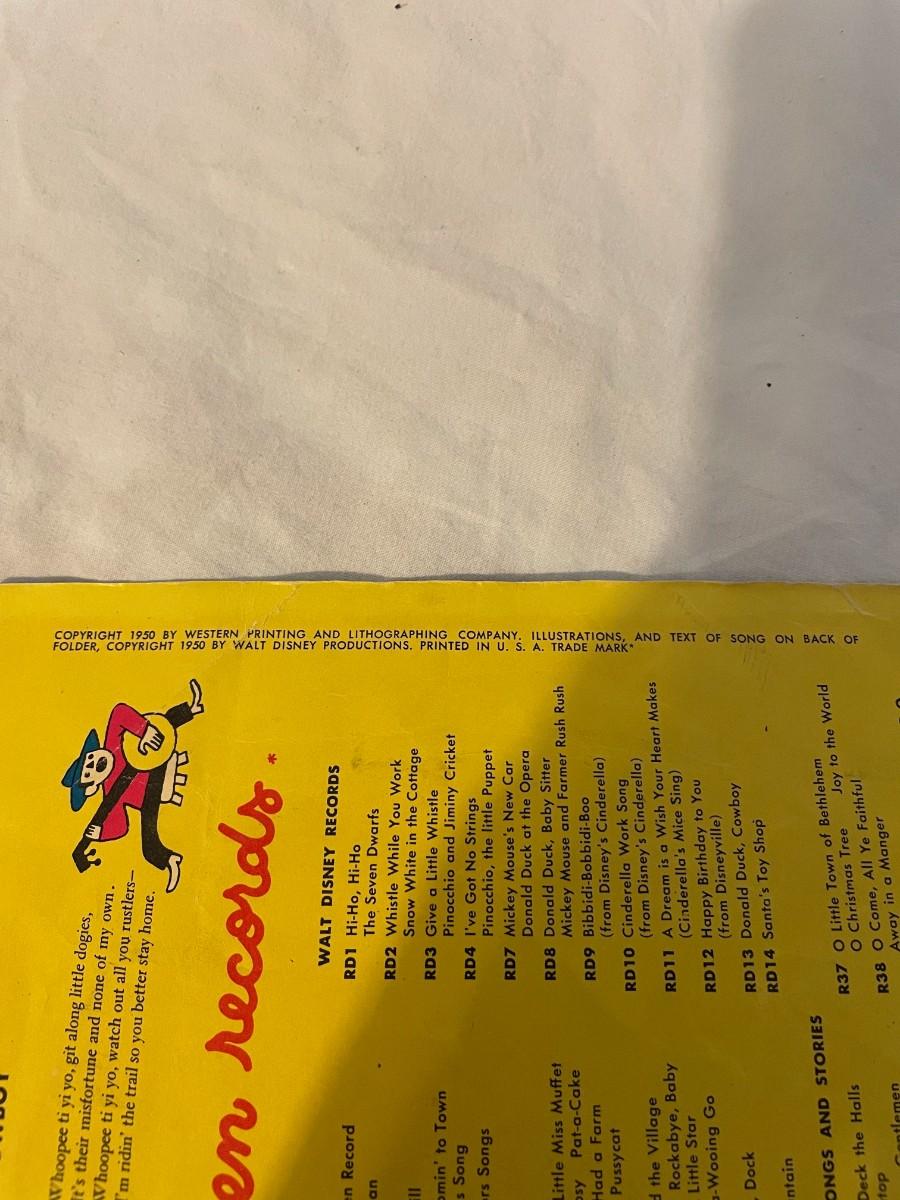 COPYRIGHT 1950 BY WESTERN PRINTING AND LITHOGRAPHING COMPANY. ILLUSTRATIONS, AND TEXT OF SONG ON BACK OF
FOLDER, COPYRIGHT 1950 BY WALT DISNEY PRODUCTIONS. PRINTED IN U. S. A. TRADE MARK*
Whoopee ti yi yo, git along little dogies,
It's their misfortune and none of my own.
Whoopee ti yi yo, watch out all you rustlers—
I'm ridin' the trail so you better stay home.
en records.*
WALT DISNEY RECORDS
RD1 Hi-Ho, Hi-Ho
The Seven Dwarfs
RD2 Whistle While You Work
Snow White in the Cottage
RD3 Give a Little Whistle
Pinocchio and Jiminy Cricket
RD4 I've Got No Strings
Pinocchio, the little Puppet
RD7 Mickey Mouse's New Car
Donald Duck at the Opera
RD8 Donald Duck, Baby Sitter
Mickey Mouse and Farmer Rush Rush
RD9 Bibbidi-Bobbidi-Boo
(from Disney's Cinderella)
RD10 Cinderella Work Song
(from Disney's Cinderella)
RD11 A Dream is a Wish Your Heart Makes
(Cinderella's Mice Sing)
RD12 Happy Birthday to You
(from Disneyville)
RD13 Donald Duck, Cowboy
RD14 Santa's Toy Shop
R37 O Little Town of Bethlehem
O Christmas Tree Joy to the World
R38 O Come, All Ye Faithful
Away in a Manger
n Record
an
ill
omin' to Town
s Song
rs Songs
Little Miss Muffet
Pat-a-Cake
Had a Farm
Pussycat
the Village
Rockabye, Baby
Little Star
-Wooing Go
Dock
ntain
ONGS AND STORIES
Deck the Halls
top
Gentlemen